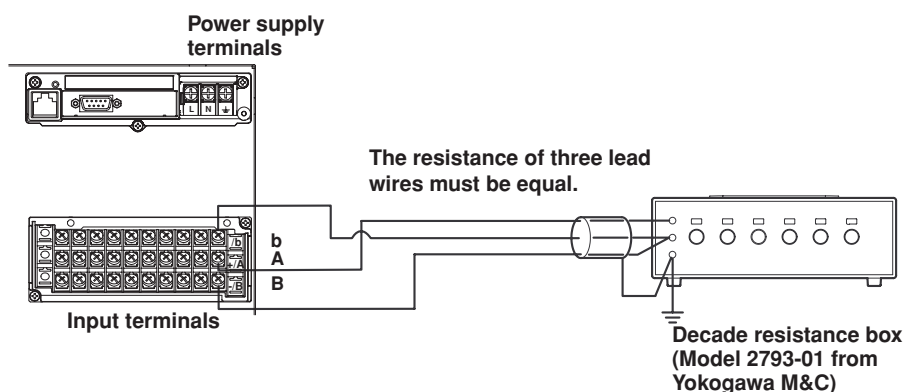 Power supply
terminals
L N
The resistance of three lead
wires must be equal.
/b
b
+/A
A
-/B
B
Input terminals
Decade resistance box
(Model 2793-01 from
Yokogawa M&C)